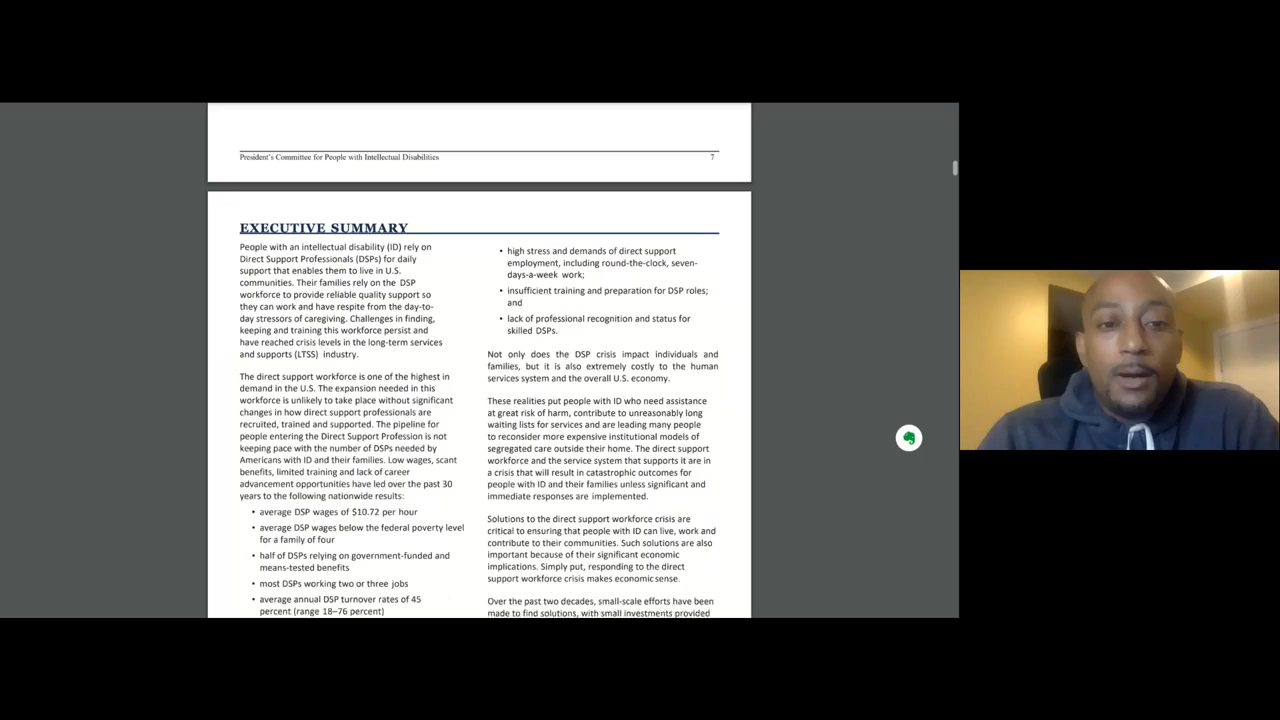 President's Committee for People with Intellectual Disabilities 7
EXECUTIVE SUMMARY
People with an intellectual disability (ID) rely on
Direct Support Professionals (DSPs) for daily
support that enables them to live in U.S.
communities. Their families rely on the DSP
workforce to provide reliable quality support so
they can work and have respite from the day-to-
day stressors of caregiving. Challenges in finding,
keeping and training this workforce persist and
have reached crisis levels in the long-term services
and supports (LTSS) industry.
The direct support workforce is one of the highest in
demand in the U.S. The expansion needed in this
workforce is unlikely to take place without significant
changes in how direct support professionals are
recruited, trained and supported. The pipeline for
people entering the Direct Support Profession is not
keeping pace with the number of DSPs needed by
Americans with ID and their families. Low wages, scant
benefits, limited training and lack of career
advancement opportunities have led over the past 30
years to the following nationwide results:
• average DSP wages of $10.72 per hour
• average DSP wages below the federal poverty level
for a family of four
• half of DSPs relying on government-funded and
means-tested benefits
• most DSPs working two or three jobs
• average annual DSP turnover rates of 45
percent (range 18–76 percent)
• high stress and demands of direct support
employment, including round-the-clock, seven-
days-a-week work;
• insufficient training and preparation for DSP roles;
and
• lack of professional recognition and status for
skilled DSPs.
Not only does the DSP crisis impact individuals and
families, but it is also extremely costly to the human
services system and the overall U.S. economy.
These realities put people with ID who need assistance
at great risk of harm, contribute to unreasonably long
waiting lists for services and are leading many people
to reconsider more expensive institutional models of
segregated care outside their home. The direct support
workforce and the service system that supports it are in
a crisis that will result in catastrophic outcomes for
people with ID and their families unless significant and
immediate responses are implemented.
Solutions to the direct support workforce crisis are
critical to ensuring that people with ID can live, work and
contribute to their communities. Such solutions are also
important because of their significant economic
implications. Simply put, responding to the direct
support workforce crisis makes economic sense.
Over the past two decades, small-scale efforts have been
made to find solutions, with small investments provided